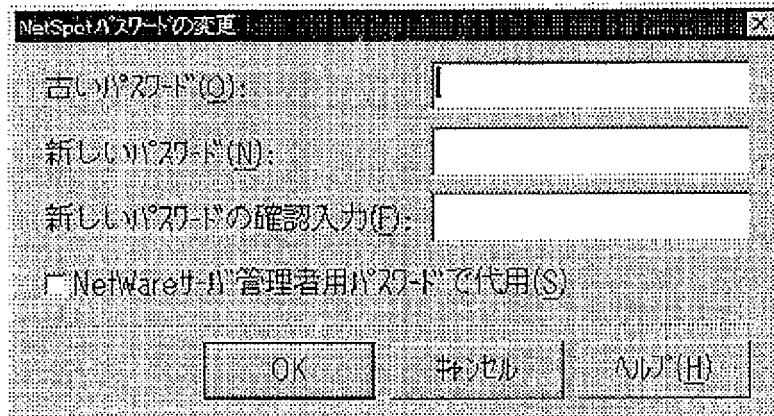 NetSpotﾊﾟｽﾜｰﾄﾞの変更
古いﾊﾟｽﾜｰﾄﾞ(O):
新しいﾊﾟｽﾜｰﾄﾞ(N):
新しいﾊﾟｽﾜｰﾄﾞの確認入力(F):
NetWareｻｰﾊﾞ管理者用ﾊﾟｽﾜｰﾄﾞで代用(S)
OK ｷｬﾝｾﾙ ﾍﾙﾌﾟ(H)